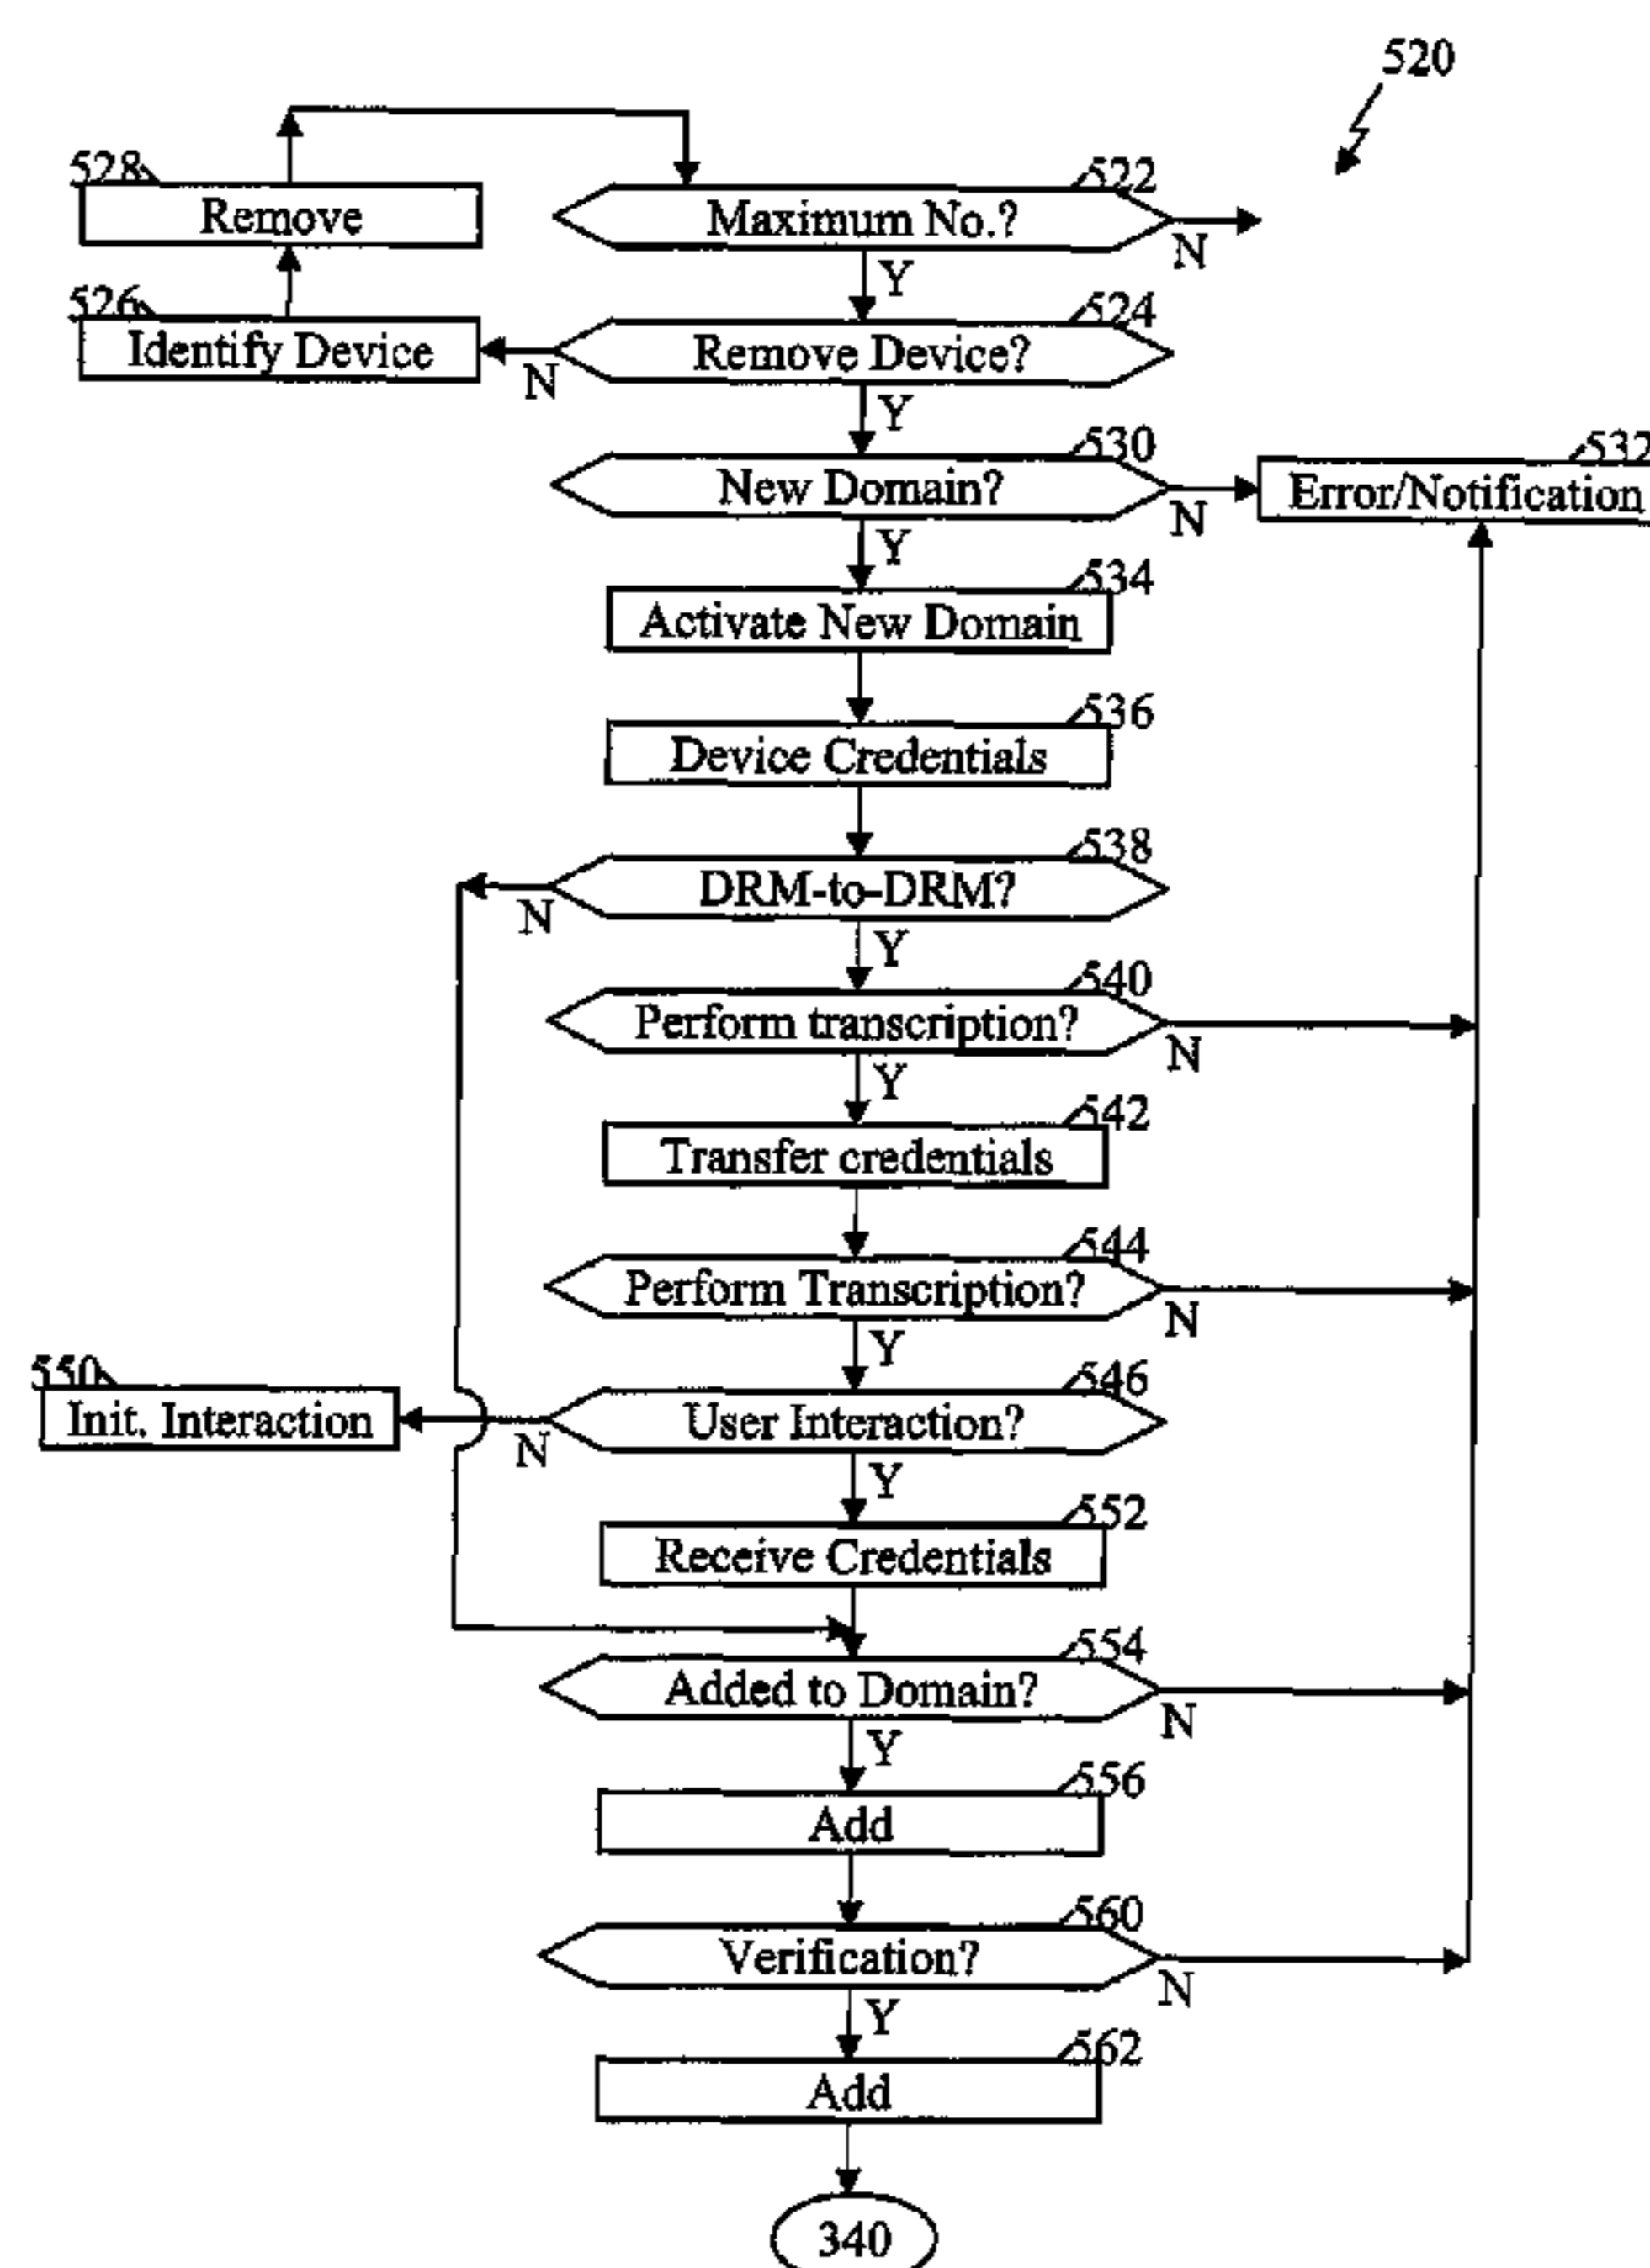 520
528
Remove
522
Maximum No.?
N
Y
526
Identify Device
N
524
Remove Device?
Y
530
New Domain?
N
532
Error/Notification
Y
534
Activate New Domain
536
Device Credentials
538
DRM-to-DRM?
N
Y
540
Perform transcription?
N
Y
542
Transfer credentials
544
Perform Transcription?
N
Y
550
Init. Interaction
N
546
User Interaction?
Y
552
Receive Credentials
554
Added to Domain?
N
Y
556
Add
560
Verification?
N
Y
562
Add
340